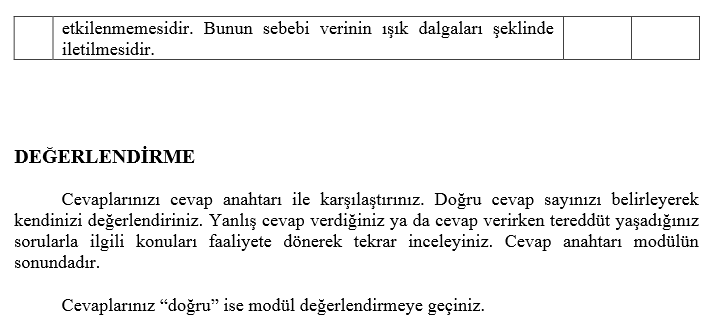 etkilenmemesidir. Bunun sebebi verinin ışık dalgaları şeklinde
iletilmesidir.
DEĞERLENDİRME
Cevaplarınızı cevap anahtarı ile karşılaştırınız. Doğru cevap sayınızı belirleyerek
kendinizi değerlendiriniz. Yanlış cevap verdiğiniz ya da cevap verirken tereddüt yaşadığınız
sorularla ilgili konuları faaliyete dönerek tekrar inceleyiniz. Cevap anahtarı modülün
sonundadır.
Cevaplarınız “doğru” ise modül değerlendirmeye geçiniz.